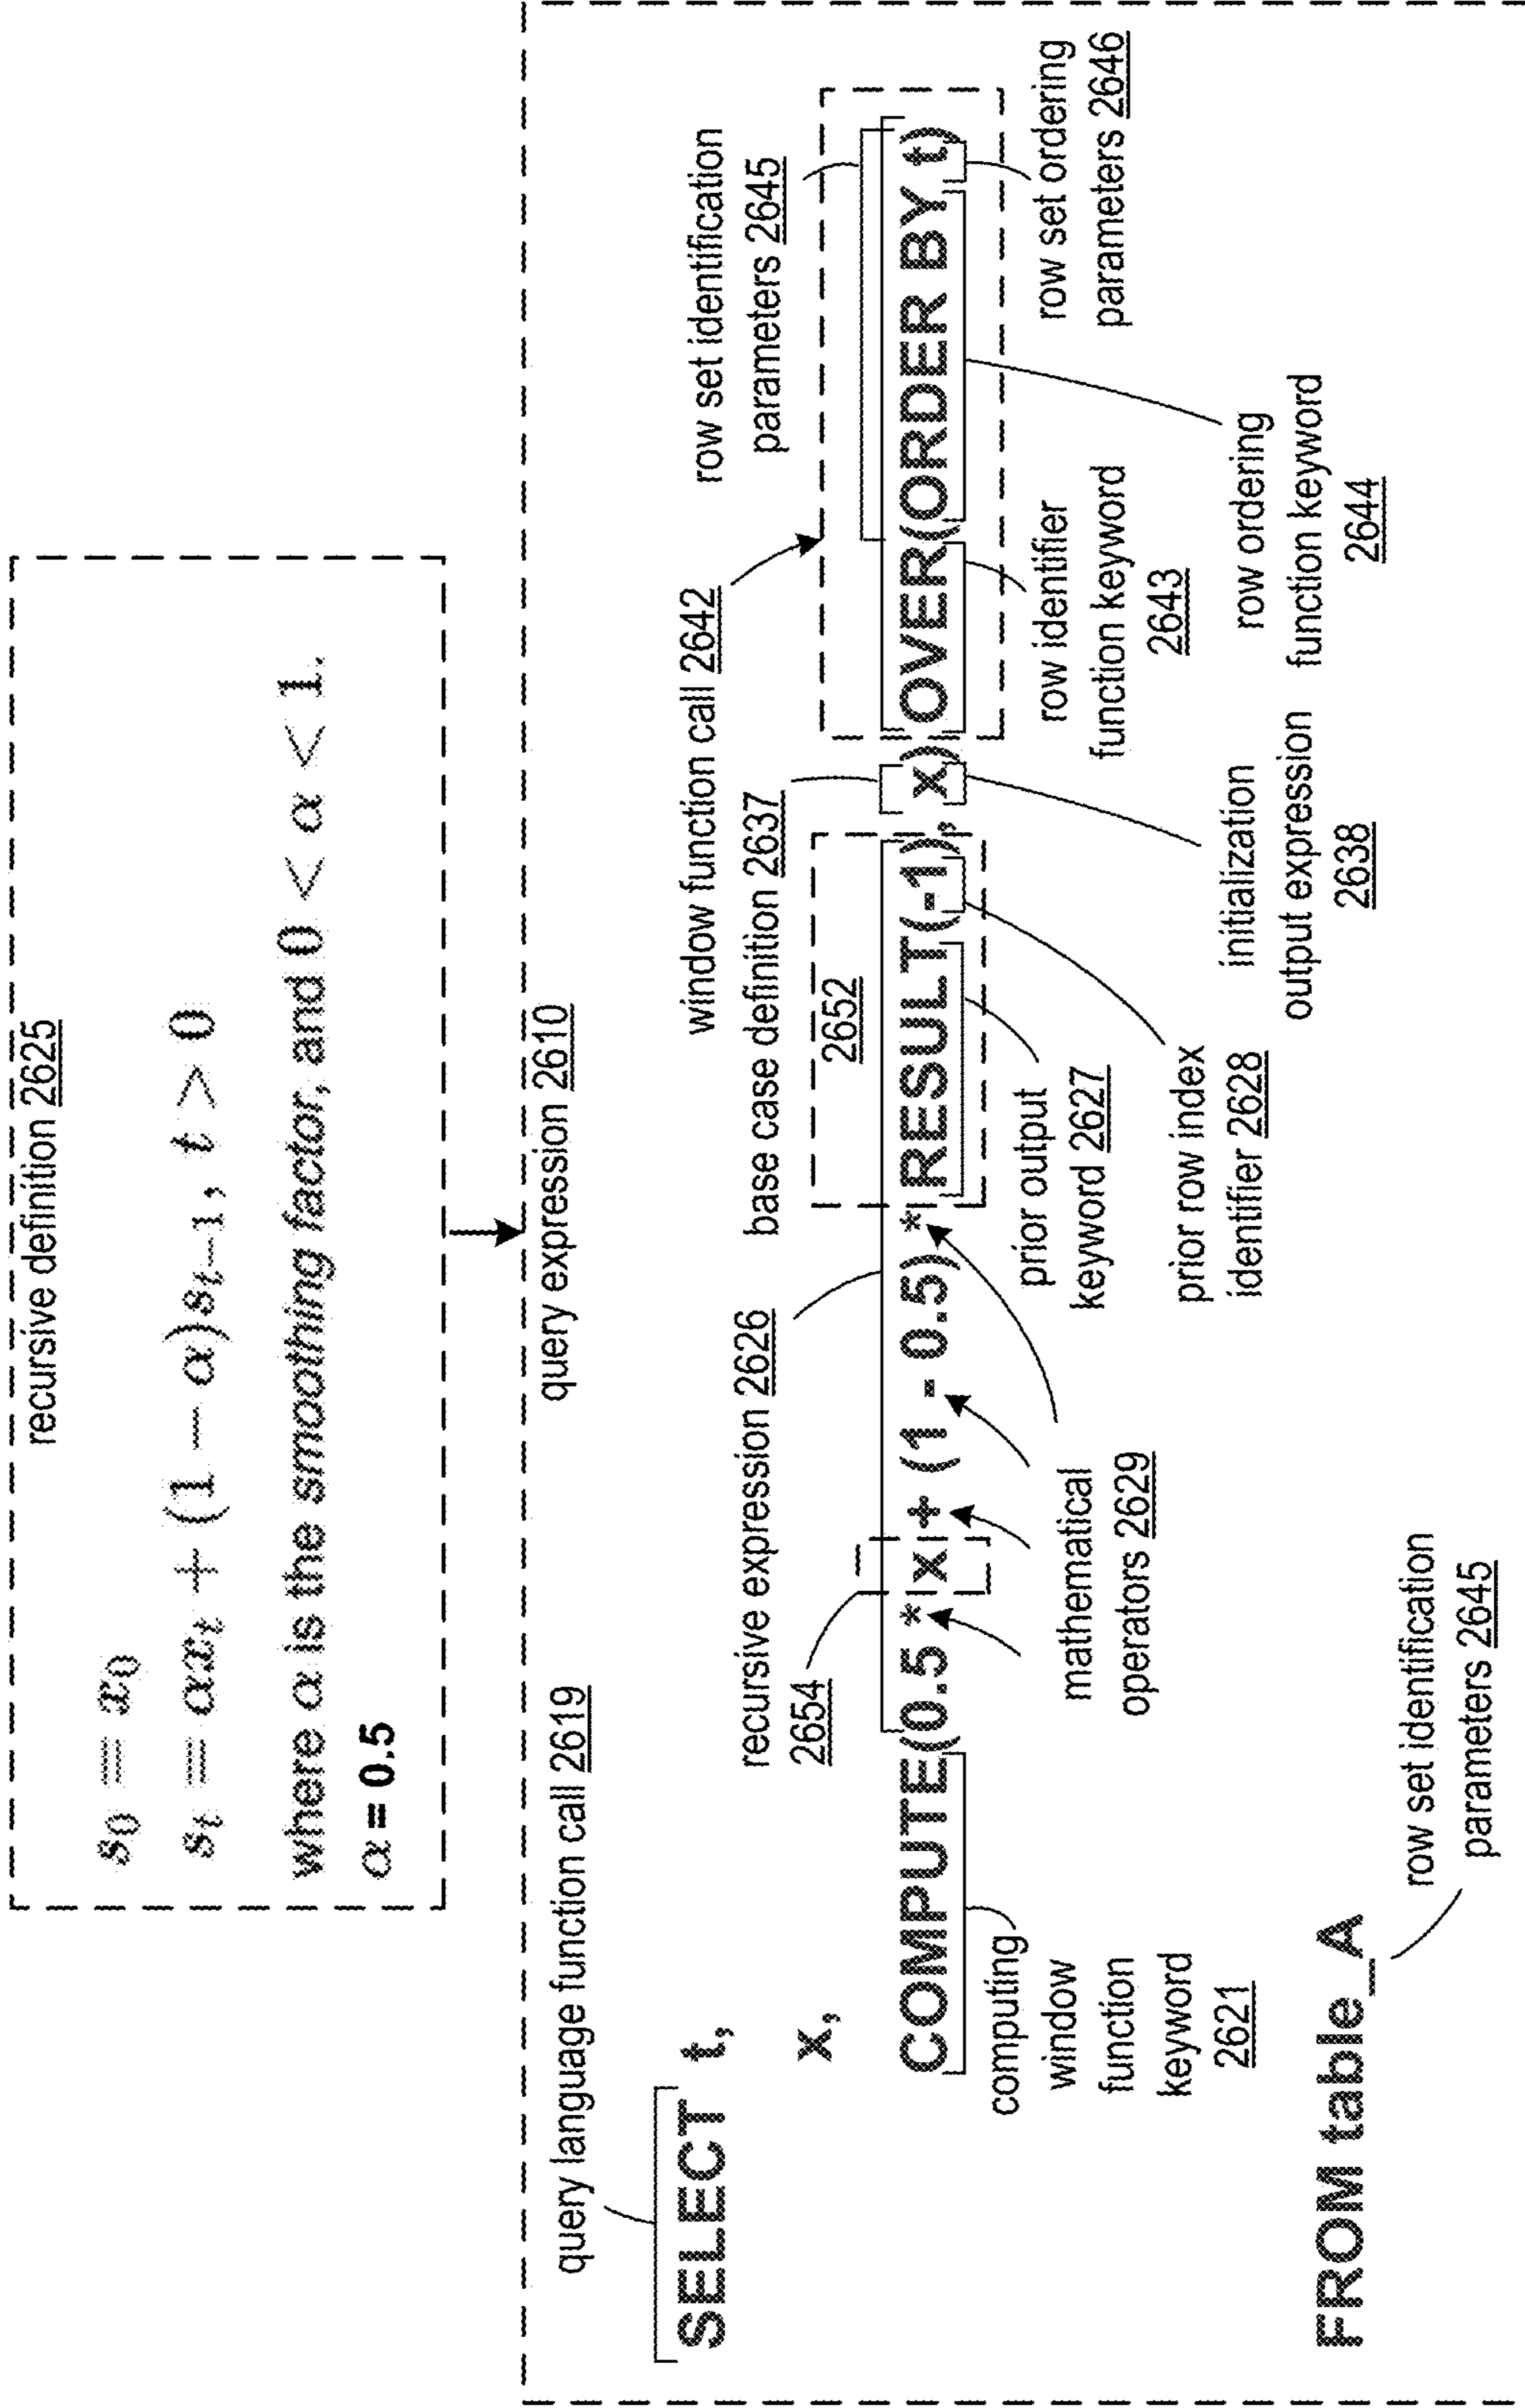 recursive definition 2625
s₀ = x₀
sₜ = αxₜ + (1 − α)sₜ₋₁, t > 0
where α is the smoothing factor, and 0 < α < 1.
α = 0.5
query expression 2610
query language function call 2619
SELECT t,
x,
window function call 2642
row set identification
parameters 2645
recursive expression 2626
base case definition 2637
2654
2652
COMPUTE(0.5 * x + (1 - 0.5) * RESULT(-1), x) OVER(ORDER BY t)
computing
window
function
keyword
2621
mathematical
operators 2629
prior output
keyword 2627
prior row index
identifier 2628
initialization
output expression
2638
row identifier
function keyword
2643
row ordering
function keyword
2644
row set ordering
parameters 2646
FROM table_A
row set identification
parameters 2645